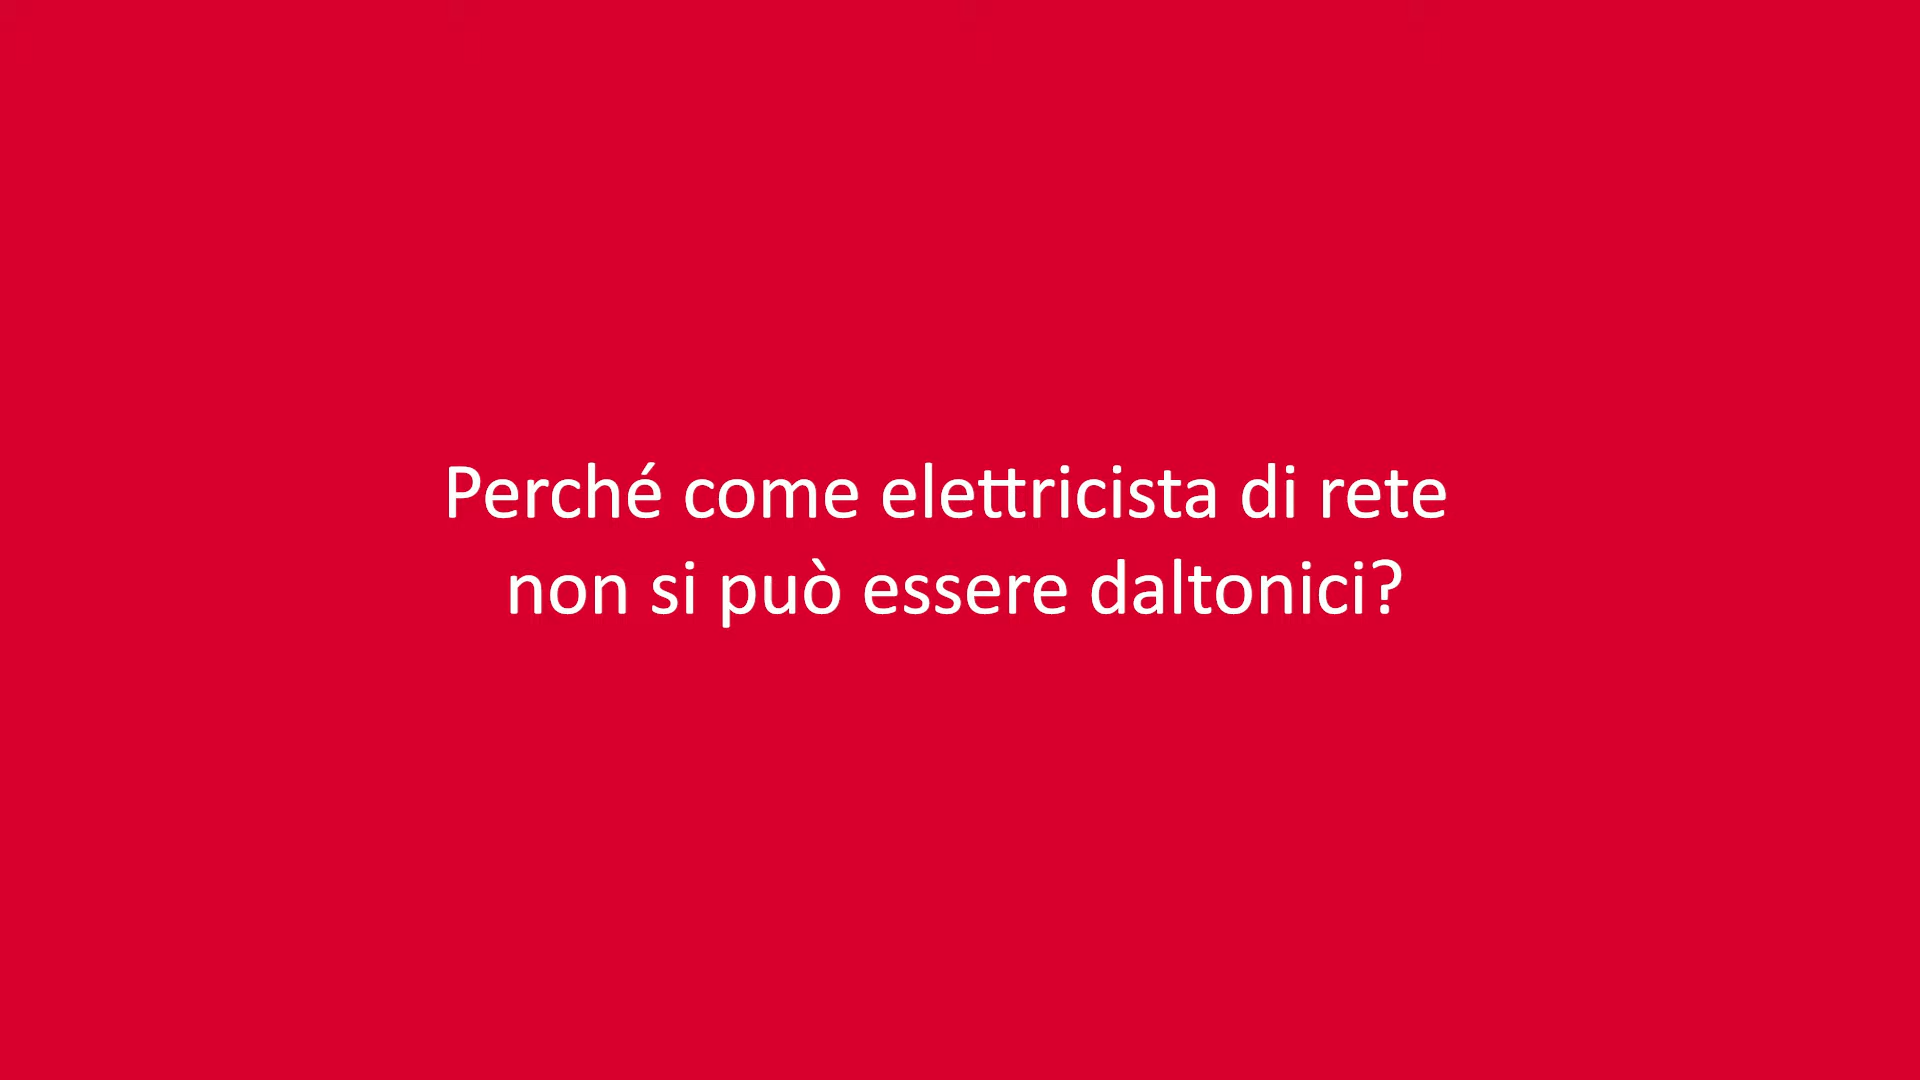 Perché come elettricista di rete
non si può essere daltonici?